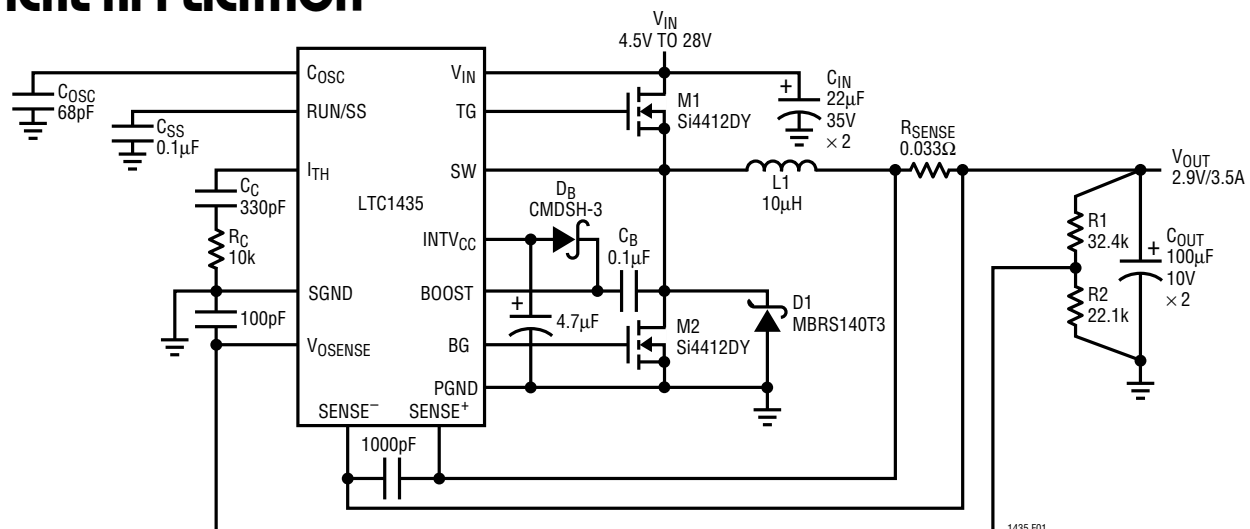 V_IN
4.5V TO 28V
C_OSC
68pF
C_OSC
V_IN
C_IN
22µF
35V
× 2
RUN/SS
TG
M1
Si4412DY
C_SS
0.1µF
R_SENSE
0.033Ω
I_TH
SW
L1
10µH
V_OUT
2.9V/3.5A
C_C
330pF
LTC1435
D_B
CMDSH-3
R_C
10k
INTV_CC
C_B
0.1µF
R1
32.4k
C_OUT
100µF
10V
× 2
SGND
BOOST
R2
22.1k
100pF
4.7µF
D1
MBRS140T3
M2
Si4412DY
V_OSENSE
BG
PGND
SENSE⁻
SENSE⁺
1000pF
1435 F01
+
+
+